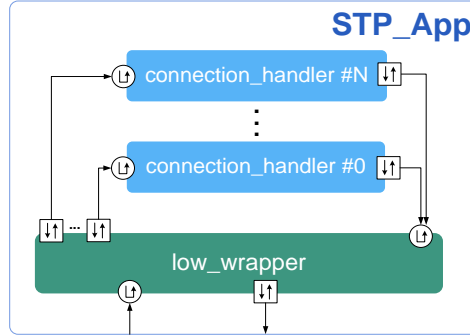 STP_App
connection_handler #N
connection_handler #0
...
low_wrapper